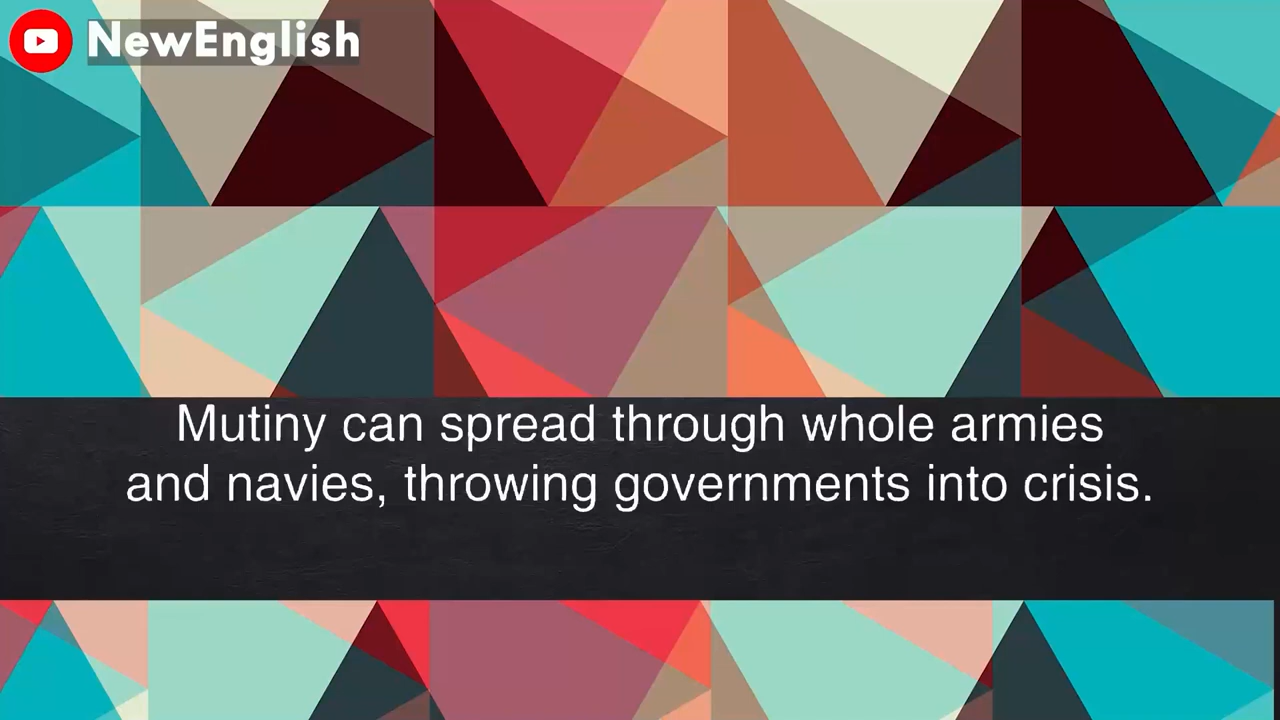 NewEnglish
Mutiny can spread through whole armies
and navies, throwing governments into crisis.